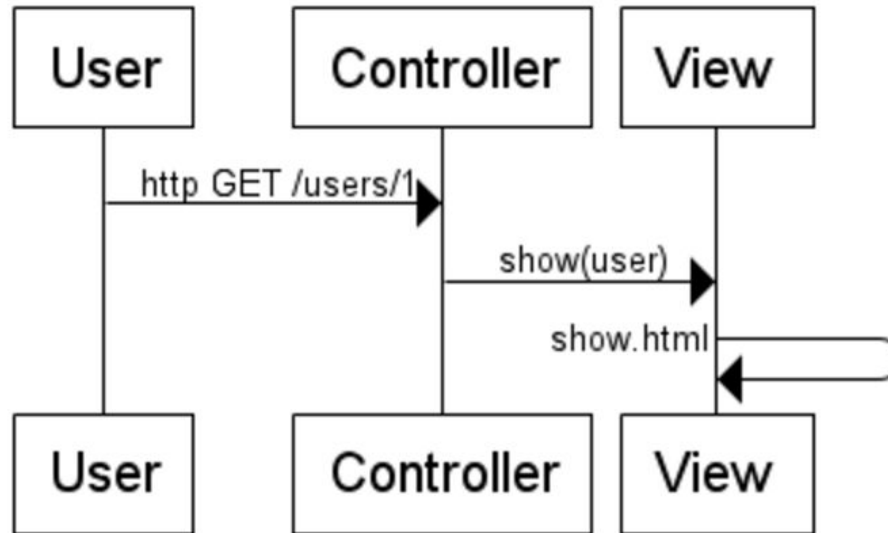 User
Controller
View
http GET /users/1
show(user)
show.html
User
Controller
View